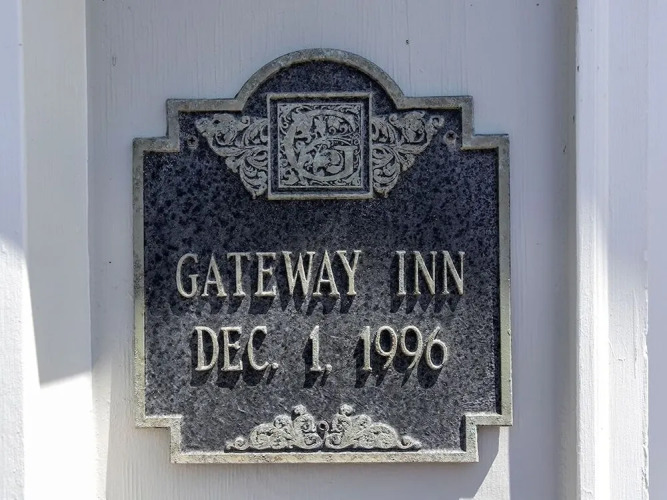 G
GATEWAY INN
DEC. 1. 1996